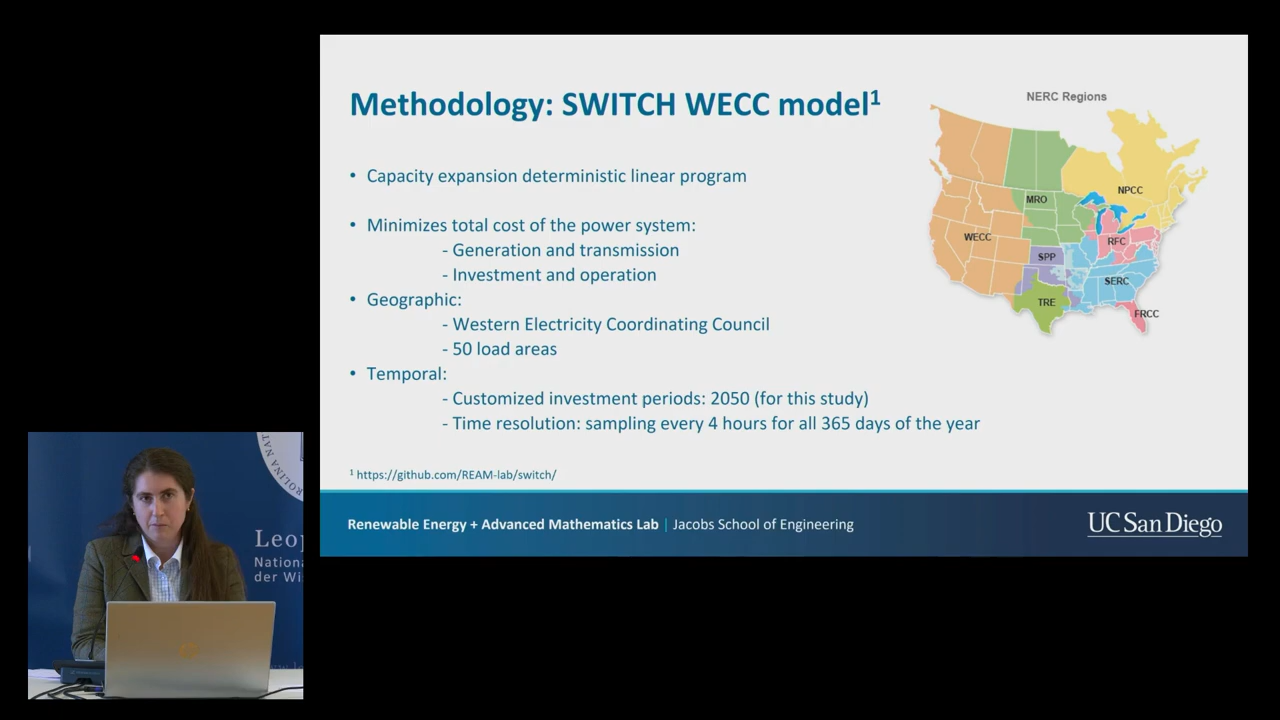 Methodology: SWITCH WECC model¹
• Capacity expansion deterministic linear program
• Minimizes total cost of the power system:
- Generation and transmission
- Investment and operation
• Geographic:
- Western Electricity Coordinating Council
- 50 load areas
• Temporal:
- Customized investment periods: 2050 (for this study)
- Time resolution: sampling every 4 hours for all 365 days of the year
¹ https://github.com/REAM-lab/switch/
NERC Regions
NPCC
MRO
WECC
RFC
SPP
SERC
TRE
FRCC
Renewable Energy + Advanced Mathematics Lab | Jacobs School of Engineering
UC San Diego
OLINA NAT
Leop
Nationa
der Wi